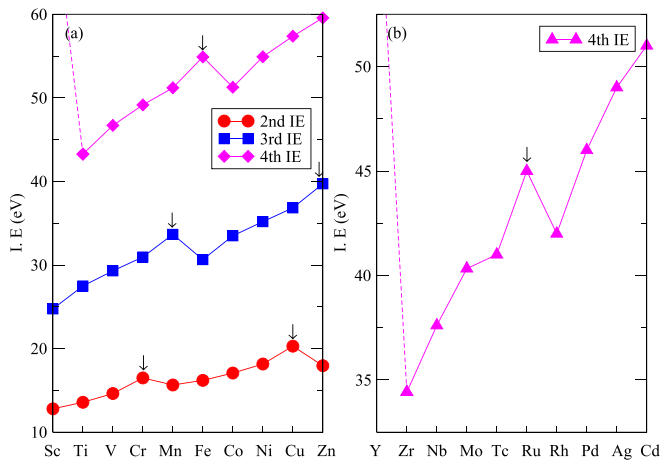 (a)
60
50
40
30
20
10
I. E (eV)
2nd IE
3rd IE
4th IE
Sc Ti V Cr Mn Fe Co Ni Cu Zn
(b)
4th IE
50
45
40
35
I. E (eV)
Y Zr Nb Mo Tc Ru Rh Pd Ag Cd